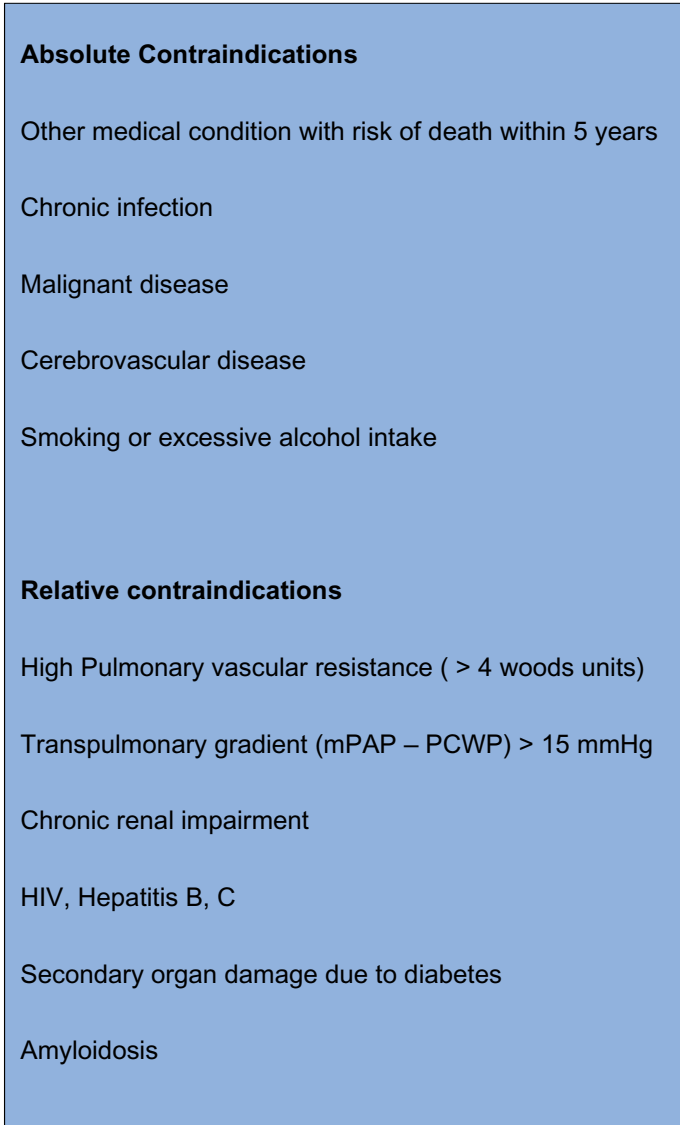 Absolute Contraindications
Other medical condition with risk of death within 5 years
Chronic infection
Malignant disease
Cerebrovascular disease
Smoking or excessive alcohol intake
Relative contraindications
High Pulmonary vascular resistance ( > 4 woods units)
Transpulmonary gradient (mPAP – PCWP) > 15 mmHg
Chronic renal impairment
HIV, Hepatitis B, C
Secondary organ damage due to diabetes
Amyloidosis